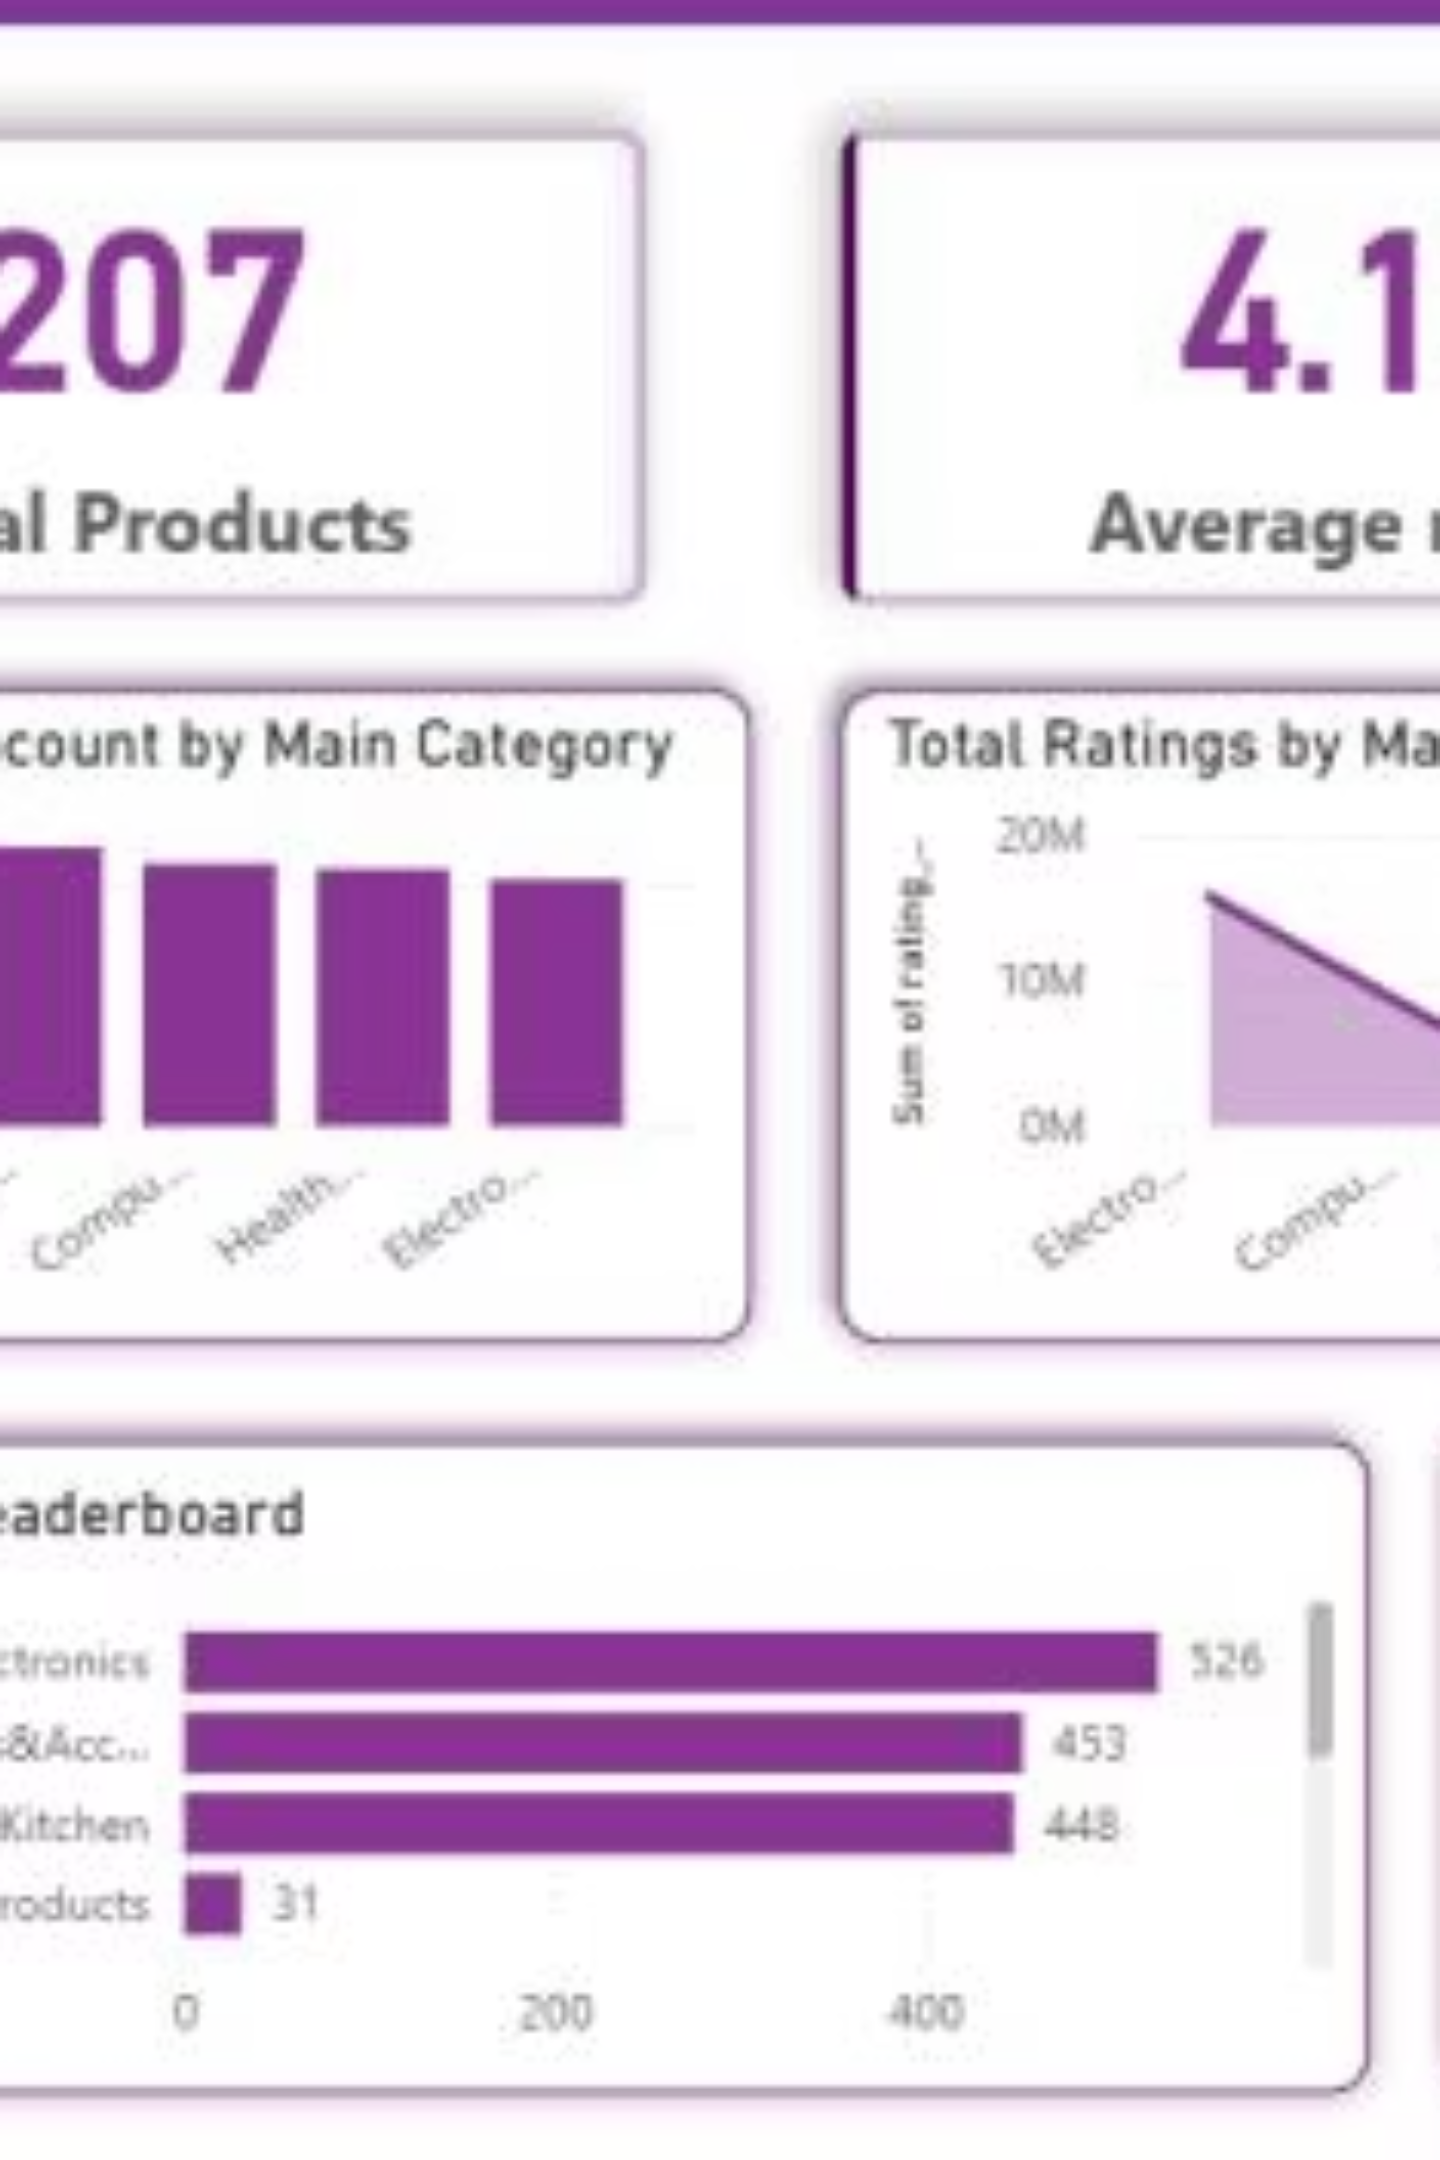 207
al Products
4.1
Average
count by Main Category
Compu...
Health...
Electro...
Total Ratings by Ma
Sum of rating_...
20M
10M
0M
Electro...
Compu...
eaderboard
ctronics 526
s&Acc... 453
Kitchen 448
roducts 31
0 200 400